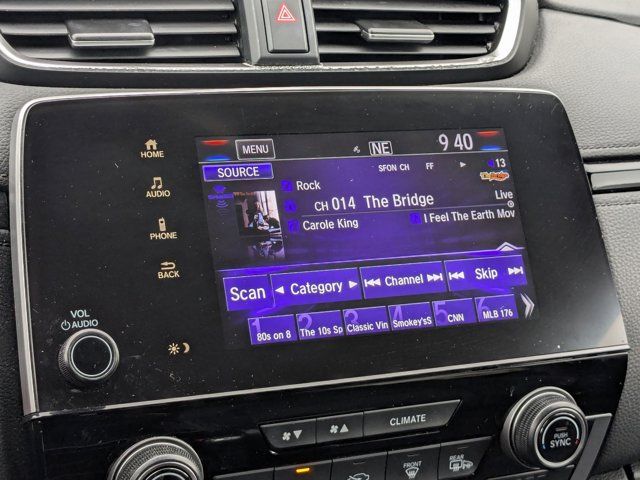 MENU
NE
9 40
SOURCE
SFON CH FF
13
Rock
Live
CH 014 The Bridge
Carole King
I Feel The Earth Mov
Scan
Category
Channel
Skip
1 80s on 8
2 The 10s Sp
3 Classic Vin
4 Smokey'sS
5 CNN
6 MLB 176
HOME
AUDIO
PHONE
BACK
VOL
AUDIO
CLIMATE
PUSH
SYNC
FRONT
REAR